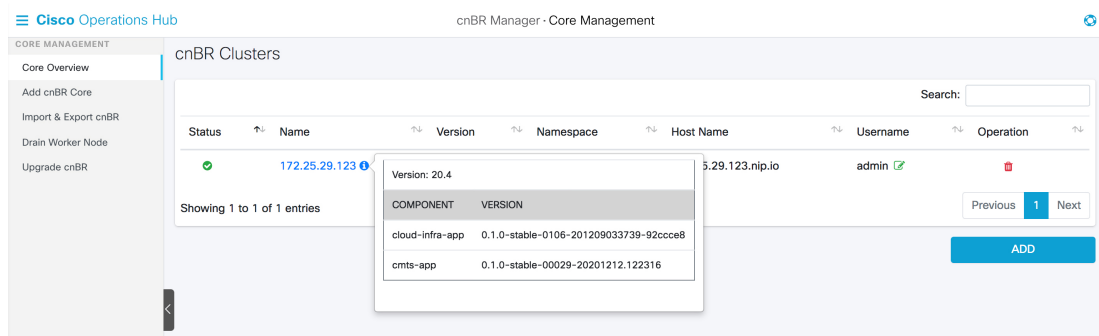 Cisco Operations Hub
cnBR Manager · Core Management
CORE MANAGEMENT
Core Overview
Add cnBR Core
Import & Export cnBR
Drain Worker Node
Upgrade cnBR
cnBR Clusters
Search:
Status Name Version Namespace Host Name Username Operation
172.25.29.123 5.29.123.nip.io admin
Version: 20.4
COMPONENT VERSION
cloud-infra-app 0.1.0-stable-0106-201209033739-92ccce8
cmts-app 0.1.0-stable-00029-20201212.122316
Showing 1 to 1 of 1 entries
Previous 1 Next
ADD